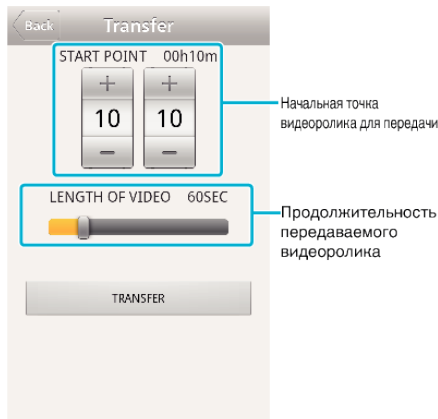 Back Transfer
START POINT 00h10m
+ +
10 10
− −
Начальная точка
видеоролика для передачи
LENGTH OF VIDEO 60SEC
Продолжительность
передаваемого
видеоролика
TRANSFER